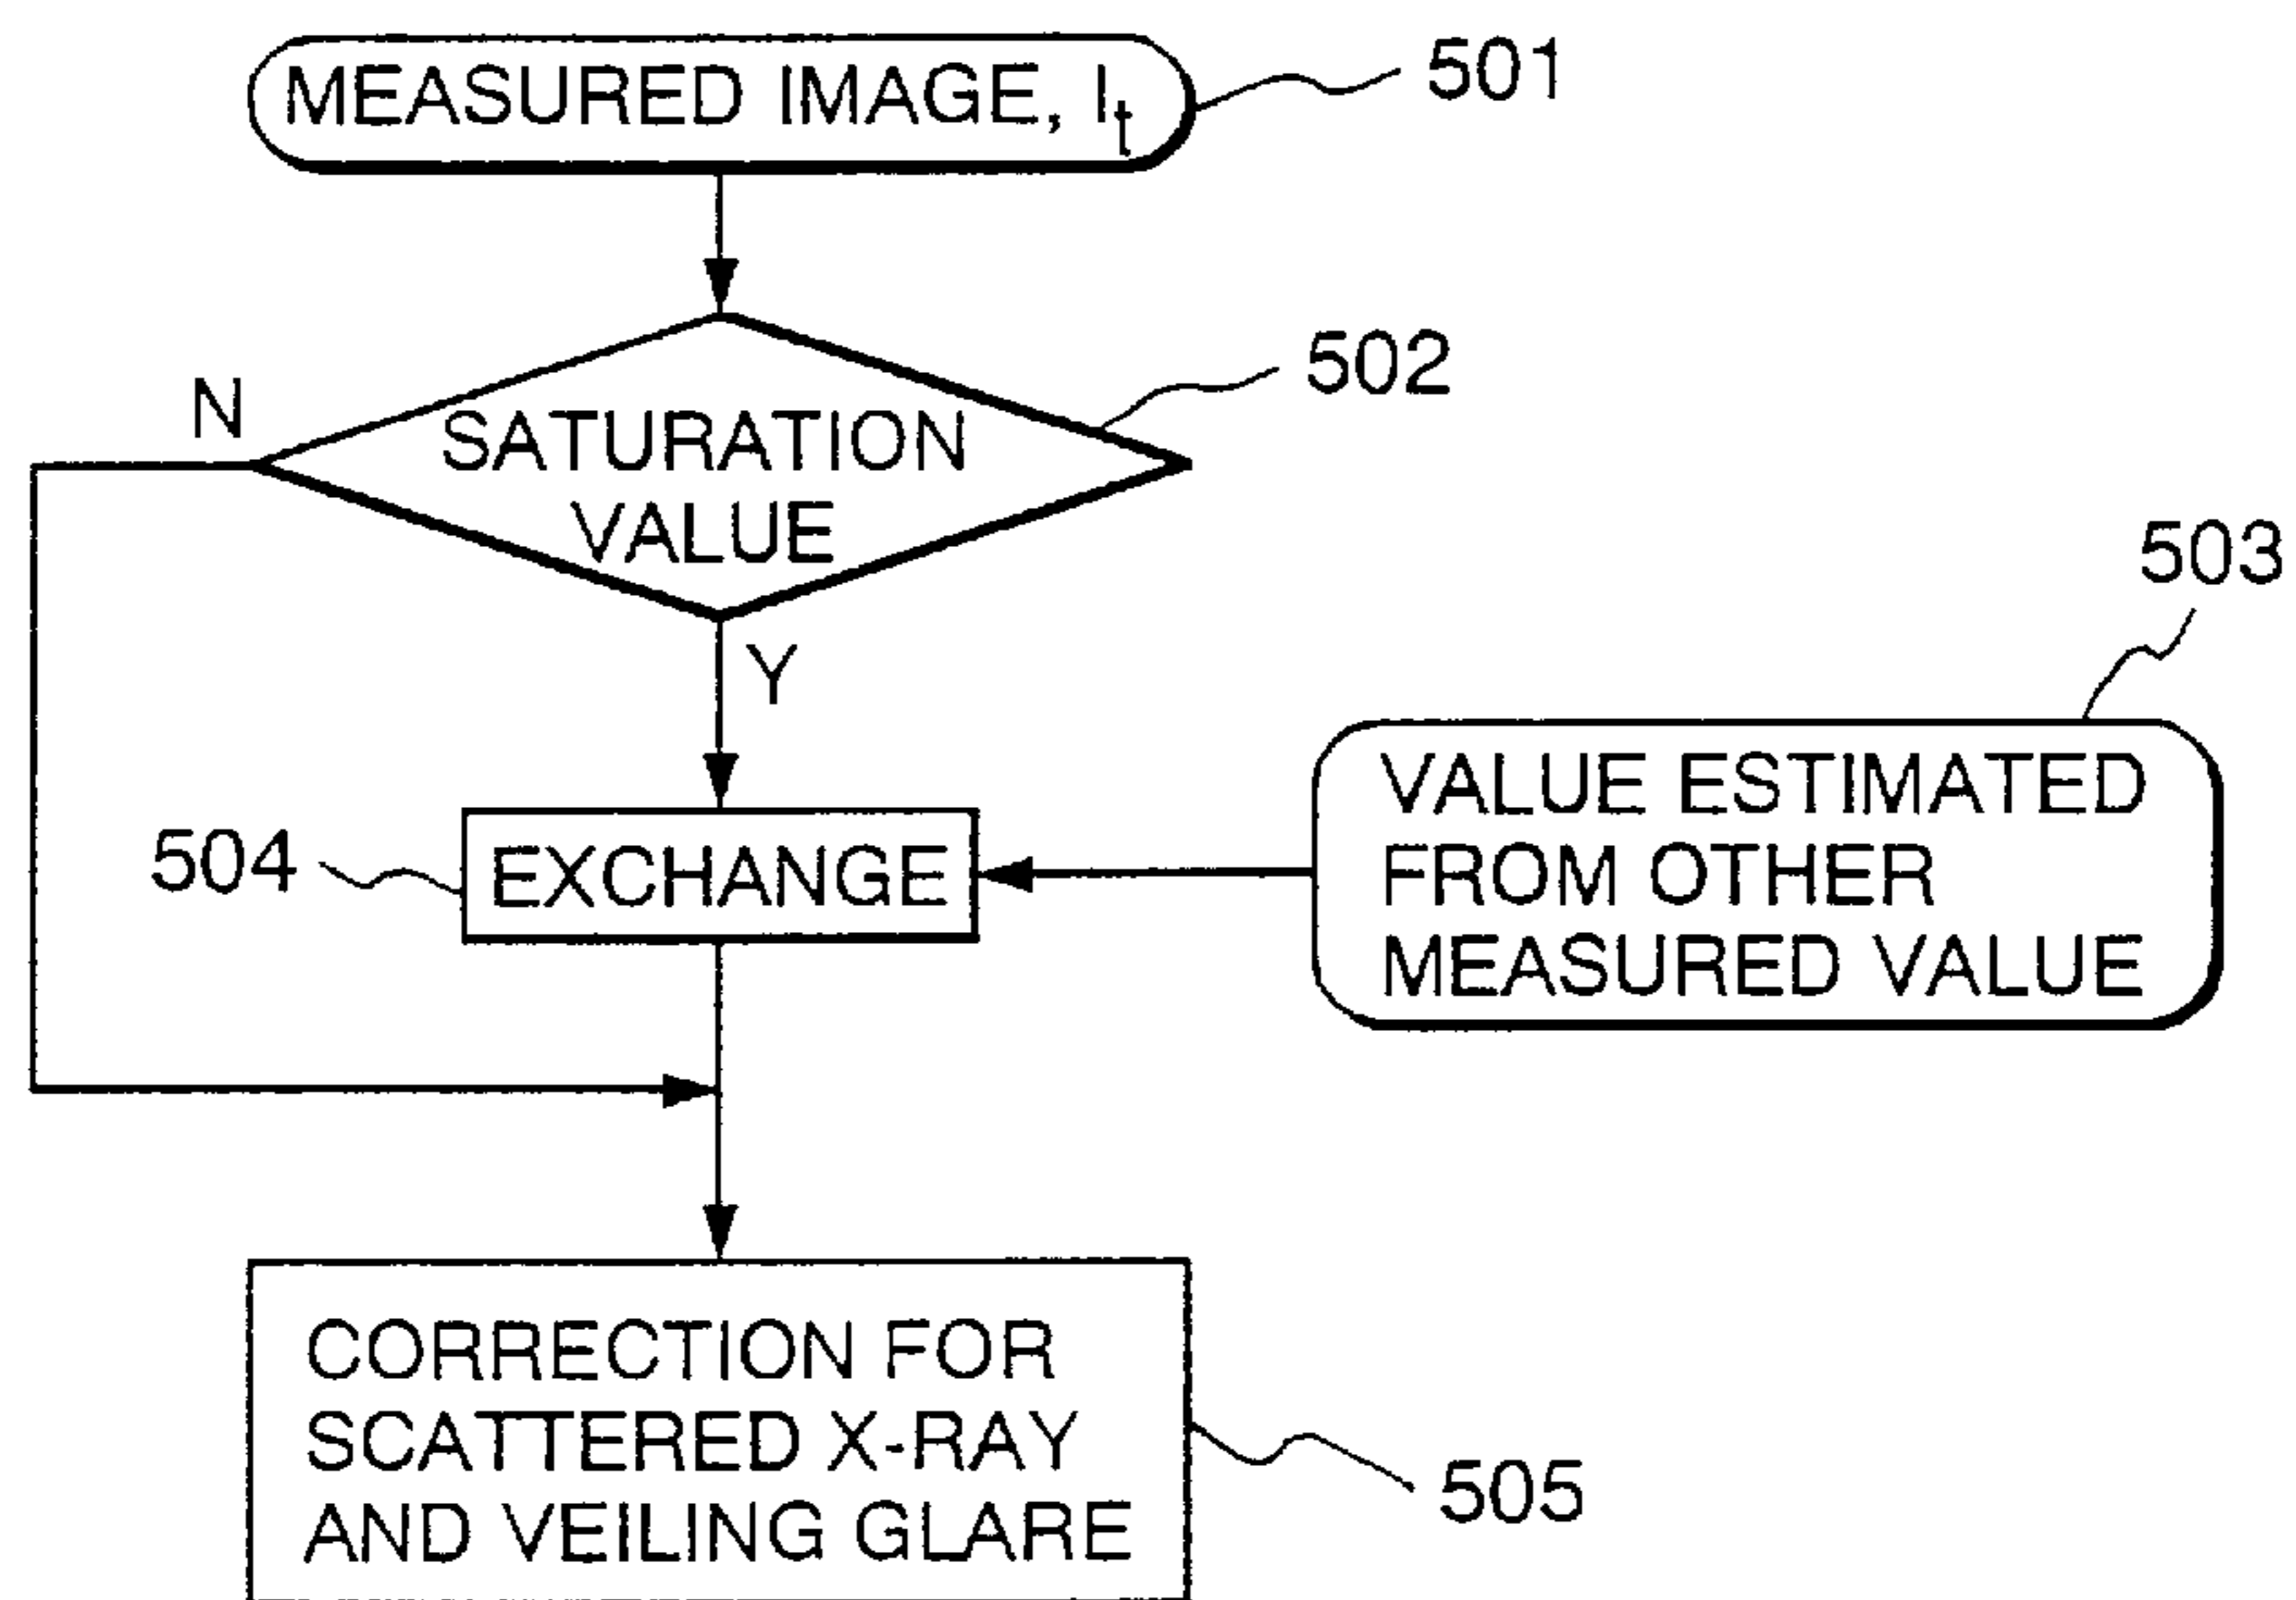 MEASURED IMAGE, It
501
502
N
SATURATION
VALUE
503
Y
VALUE ESTIMATED
FROM OTHER
MEASURED VALUE
504
EXCHANGE
CORRECTION FOR
SCATTERED X-RAY
AND VEILING GLARE
505